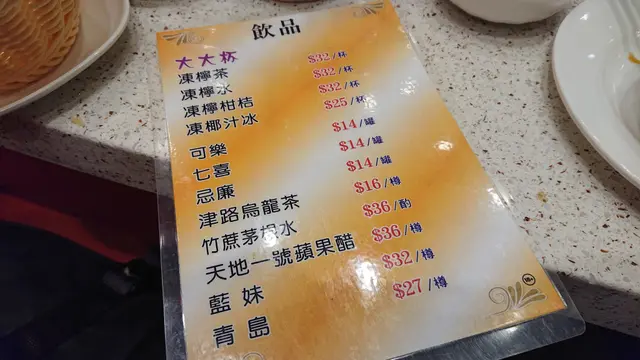 飲品
大大杯
凍檸茶 $32/杯
凍檸水 $32/杯
凍檸柑桔 $32/杯
凍椰汁冰 $25/杯
可樂 $14/罐
七喜 $14/罐
忌廉 $14/罐
津路烏龍茶 $16/樽
竹蔗茅根水 $36/酌
天地一號蘋果醋 $36/樽
藍妹 $32/樽
青島 $27/樽